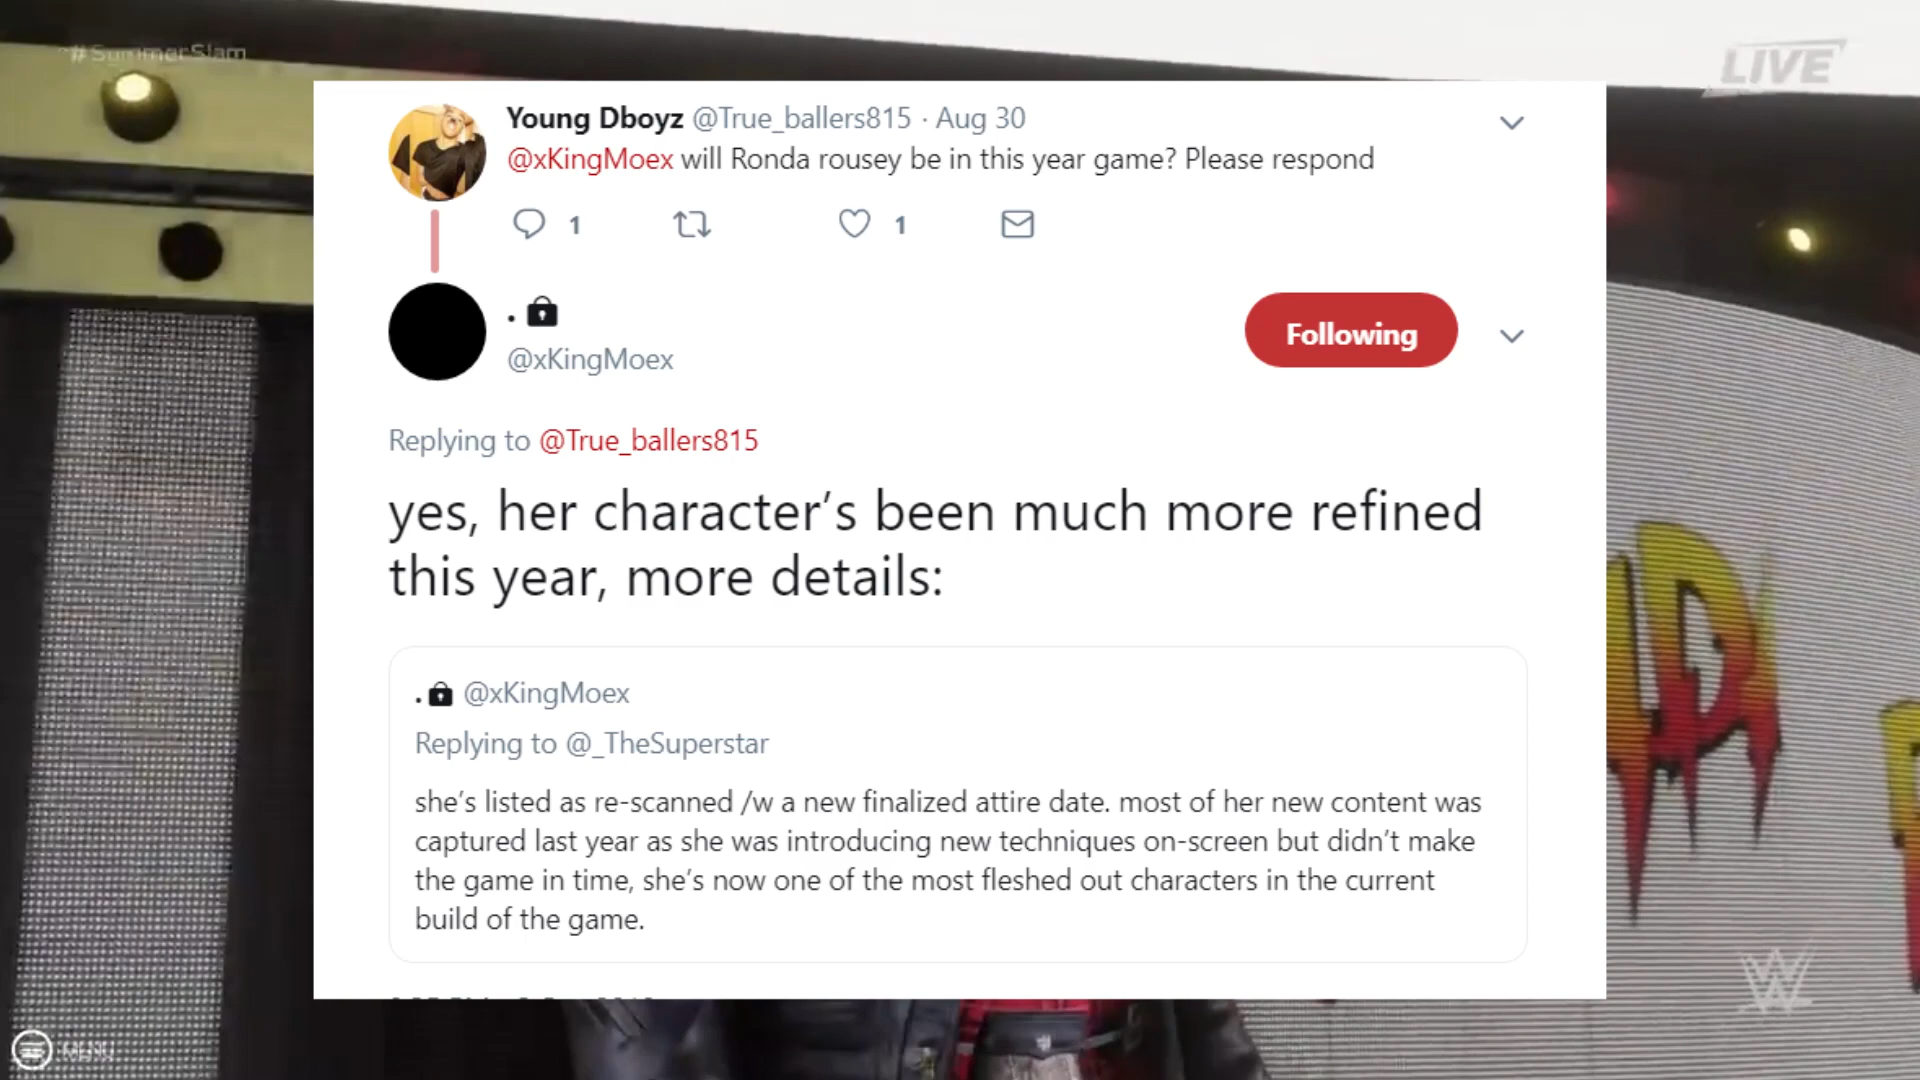 #SummerSlam
LIVE
Young Dboyz @True_ballers815 · Aug 30
@xKingMoex will Ronda rousey be in this year game? Please respond
1
1
.
@xKingMoex
Following
Replying to @True_ballers815
yes, her character’s been much more refined
this year, more details:
. @xKingMoex
Replying to @_TheSuperstar
she’s listed as re-scanned /w a new finalized attire date. most of her new content was
captured last year as she was introducing new techniques on-screen but didn’t make
the game in time, she’s now one of the most fleshed out characters in the current
build of the game.
MENU